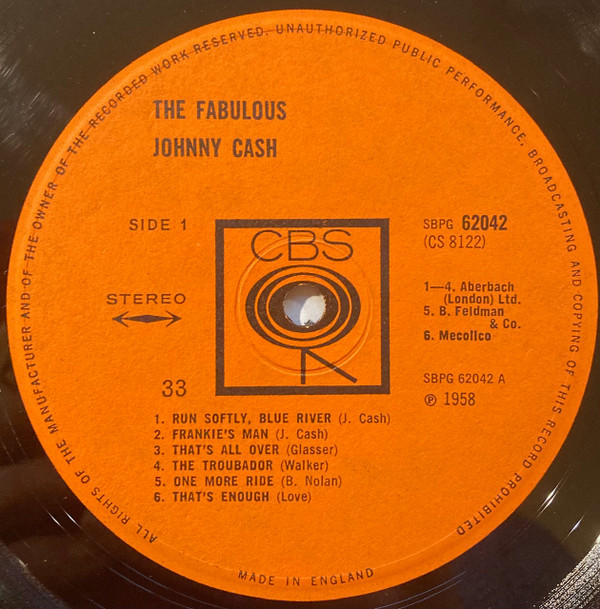 ALL RIGHTS OF THE MANUFACTURER AND OF THE OWNER OF THE RECORDED WORK RESERVED. UNAUTHORIZED PUBLIC PERFORMANCE, BROADCASTING AND COPYING OF THIS RECORD PROHIBITED
THE FABULOUS
JOHNNY CASH
SIDE 1
CBS
SBPG 62042
(CS 8122)
STEREO
1—4. Aberbach
(London) Ltd.
5. B. Feldman
& Co.
6. Mecolico
33
SBPG 62042 A
℗ 1958
1. RUN SOFTLY, BLUE RIVER (J. Cash)
2. FRANKIE'S MAN (J. Cash)
3. THAT'S ALL OVER (Glasser)
4. THE TROUBADOR (Walker)
5. ONE MORE RIDE (B. Nolan)
6. THAT'S ENOUGH (Love)
MADE IN ENGLAND